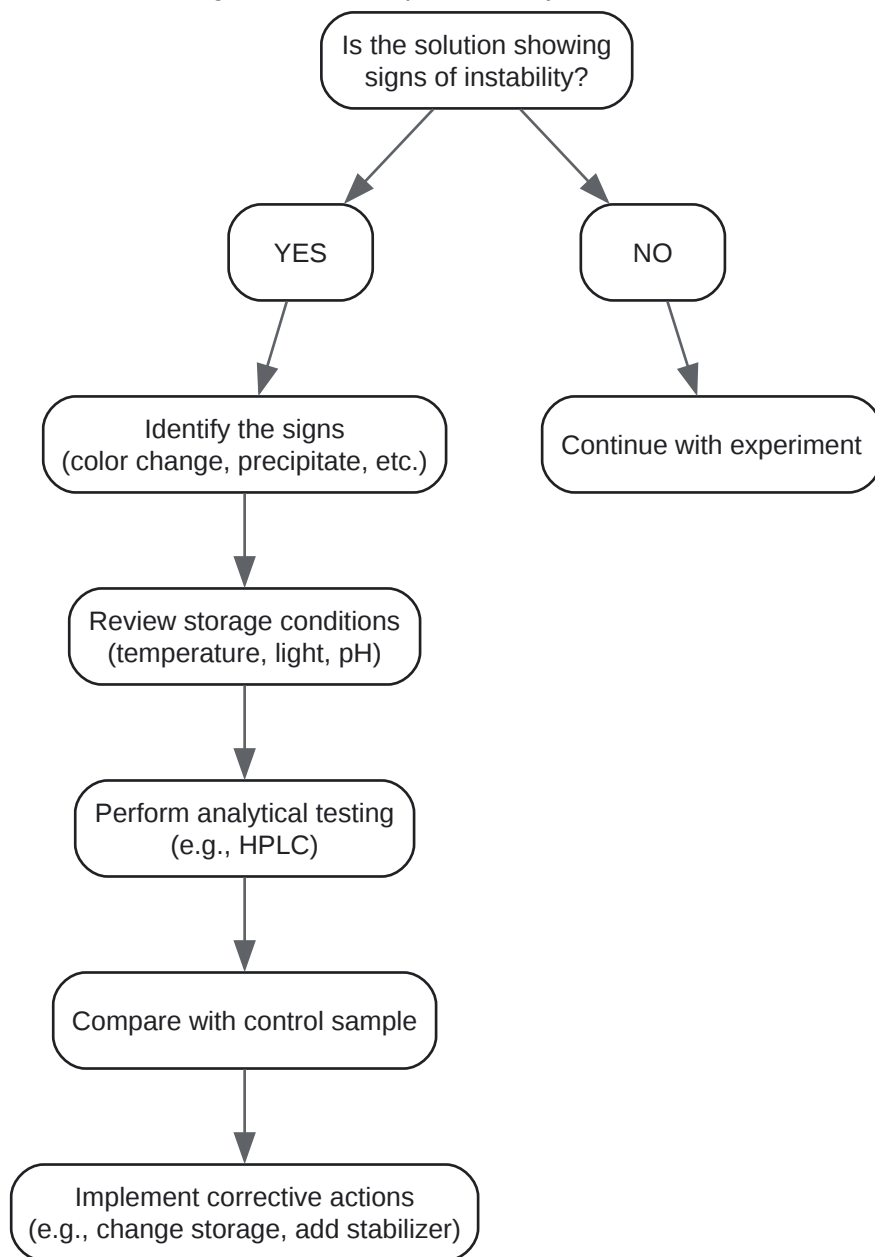 Is the solution showing
signs of instability?
YES
NO
Identify the signs
(color change, precipitate, etc.)
Continue with experiment
Review storage conditions
(temperature, light, pH)
Perform analytical testing
(e.g., HPLC)
Compare with control sample
Implement corrective actions
(e.g., change storage, add stabilizer)